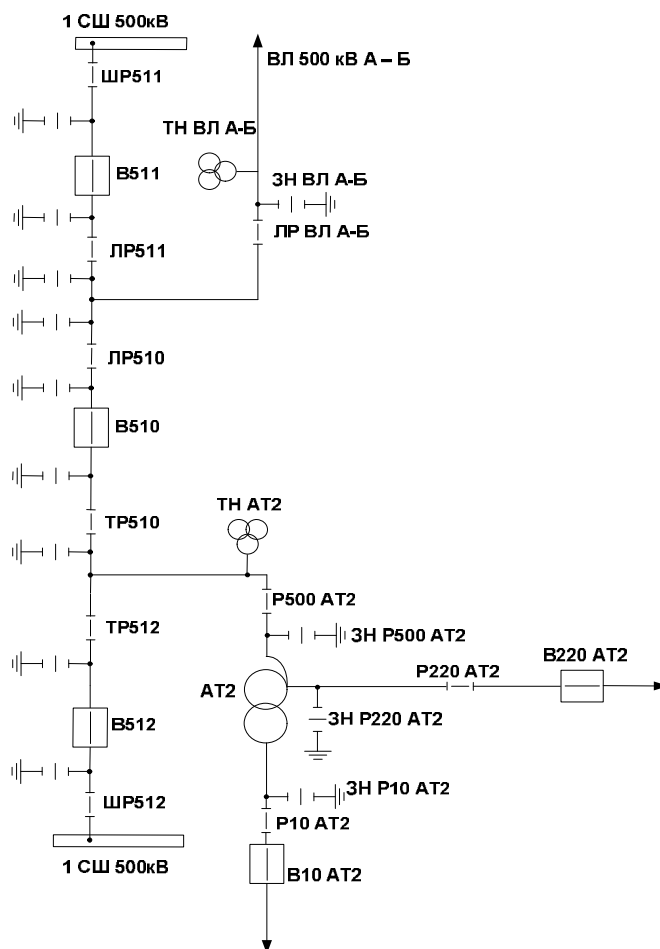 1 СШ 500кВ
ШР511
ВЛ 500 кВ А – Б
ТН ВЛ А-Б
В511
ЗН ВЛ А-Б
ЛР ВЛ А-Б
ЛР511
ЛР510
В510
ТН АТ2
ТР510
Р500 АТ2
ТР512
ЗН Р500 АТ2
В220 АТ2
Р220 АТ2
АТ2
В512
ЗН Р220 АТ2
ЗН Р10 АТ2
ШР512
Р10 АТ2
1 СШ 500кВ
В10 АТ2